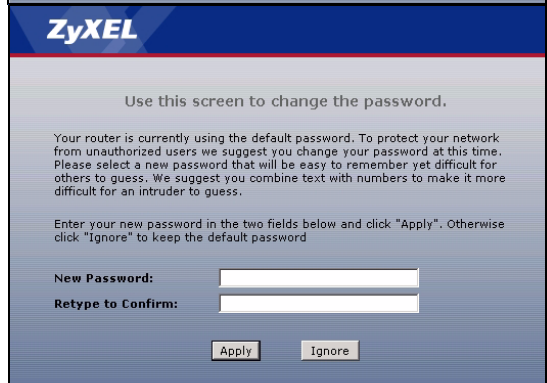 ZyXEL
Use this screen to change the password.
Your router is currently using the default password. To protect your network
from unauthorized users we suggest you change your password at this time.
Please select a new password that will be easy to remember yet difficult for
others to guess. We suggest you combine text with numbers to make it more
difficult for an intruder to guess.
Enter your new password in the two fields below and click "Apply". Otherwise
click "Ignore" to keep the default password
New Password:
Retype to Confirm:
Apply Ignore